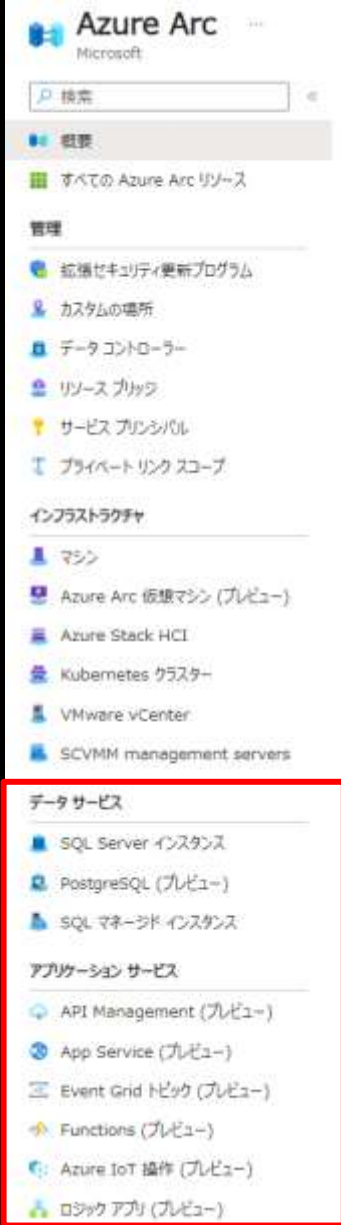 Azure Arc ...
Microsoft
検索
概要
すべての Azure Arc リソース
管理
拡張セキュリティ更新プログラム
カスタムの場所
データ コントローラー
リソース ブリッジ
サービス プリンシパル
プライベート リンク スコープ
インフラストラクチャ
マシン
Azure Arc 仮想マシン (プレビュー)
Azure Stack HCI
Kubernetes クラスター
VMware vCenter
SCVMM management servers
データ サービス
SQL Server インスタンス
PostgreSQL (プレビュー)
SQL マネージド インスタンス
アプリケーション サービス
API Management (プレビュー)
App Service (プレビュー)
Event Grid トピック (プレビュー)
Functions (プレビュー)
Azure IoT 操作 (プレビュー)
ロジック アプリ (プレビュー)